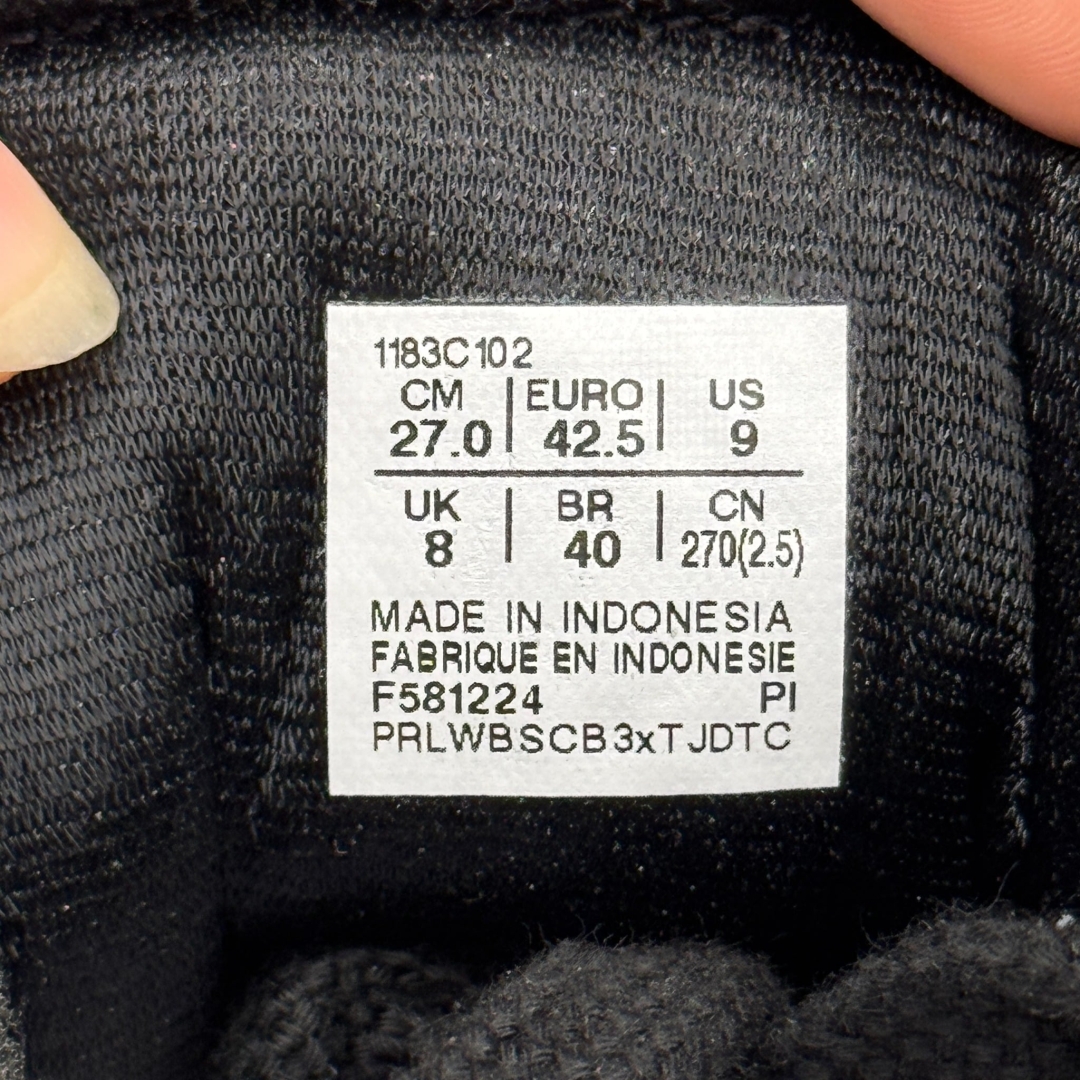 1183C102
CM | EURO | US
27.0 | 42.5 | 9
UK | BR | CN
8 | 40 | 270(2.5)
MADE IN INDONESIA
FABRIQUE EN INDONESIE
F581224 PI
PRLWBSCB3xTJDTC